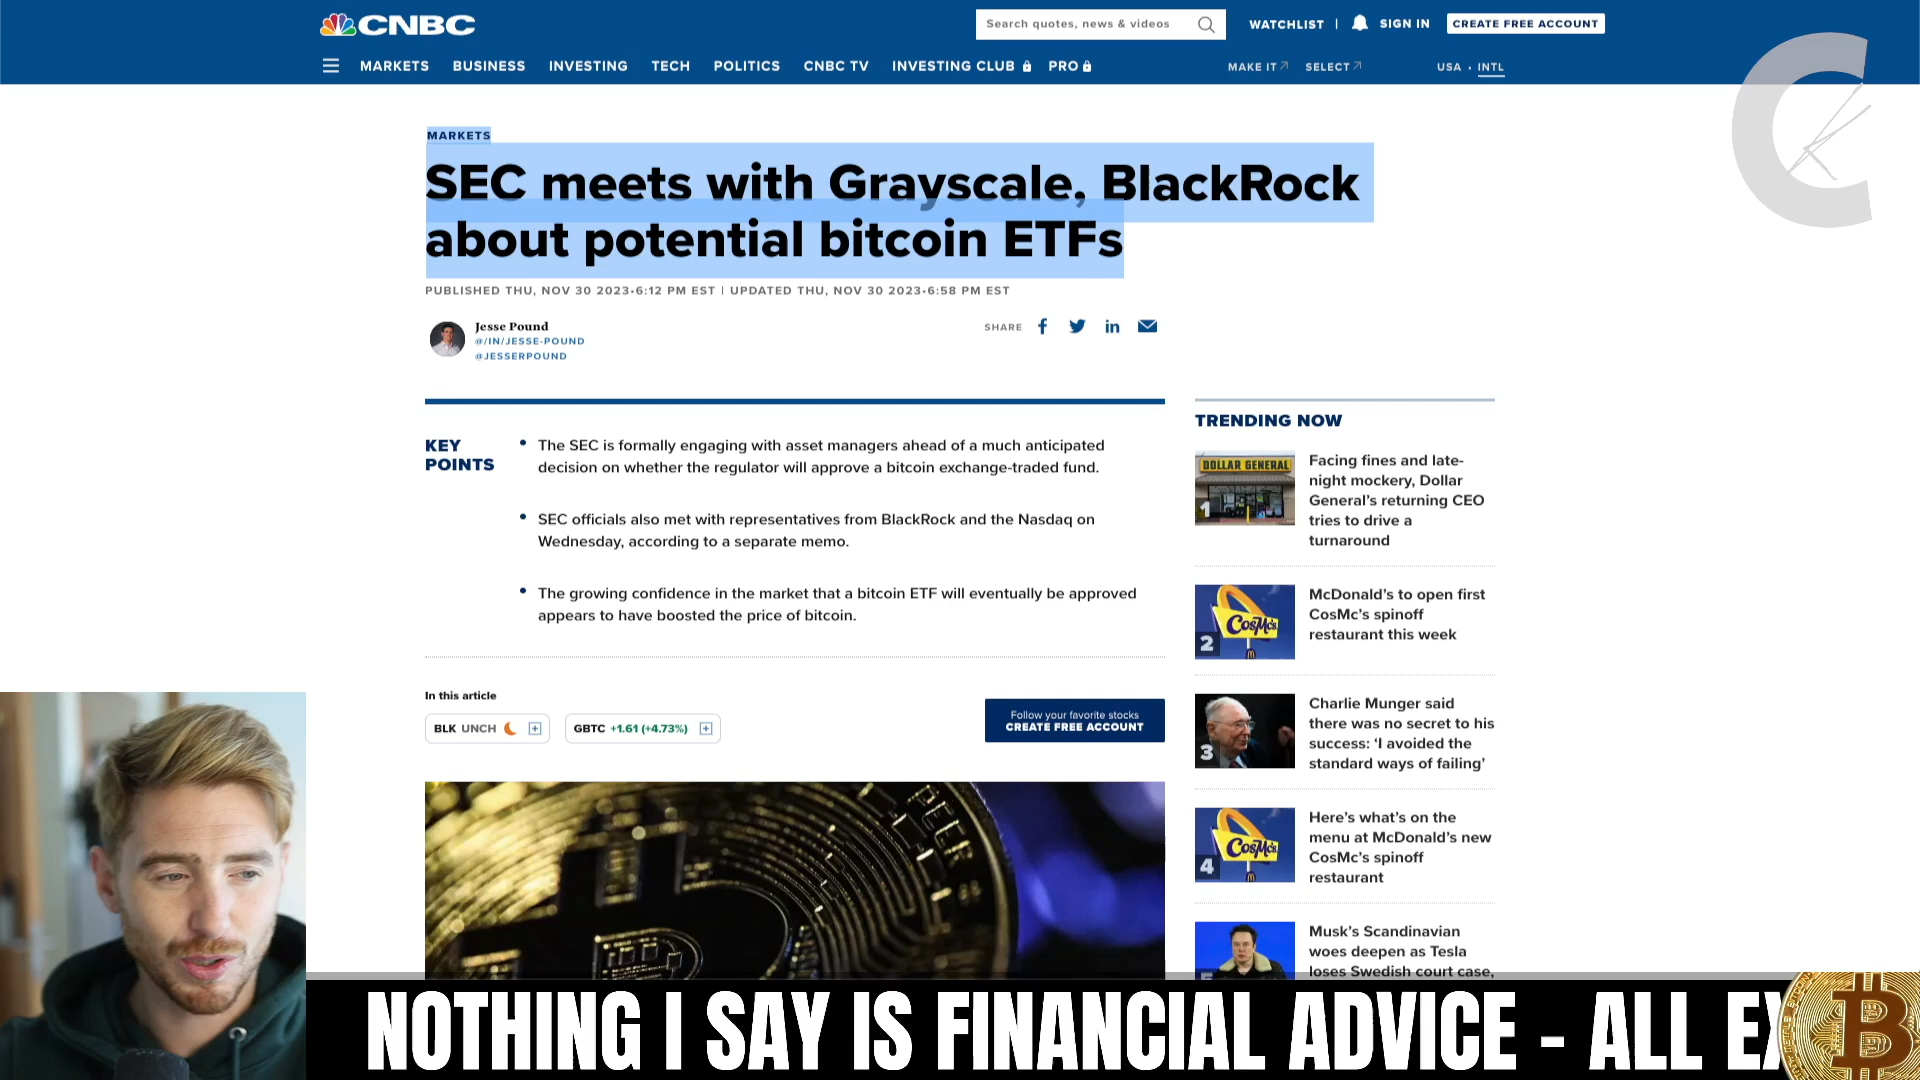 CNBC
Search quotes, news & videos
WATCHLIST |
SIGN IN
CREATE FREE ACCOUNT
MARKETS
BUSINESS
INVESTING
TECH
POLITICS
CNBC TV
INVESTING CLUB
PRO
MAKE IT
SELECT
USA • INTL
MARKETS
SEC meets with Grayscale, BlackRock
about potential bitcoin ETFs
PUBLISHED THU, NOV 30 2023•6:12 PM EST | UPDATED THU, NOV 30 2023•6:58 PM EST
Jesse Pound
@/IN/JESSE-POUND
@JESSERPOUND
SHARE
KEY
POINTS
• The SEC is formally engaging with asset managers ahead of a much anticipated
decision on whether the regulator will approve a bitcoin exchange-traded fund.
• SEC officials also met with representatives from BlackRock and the Nasdaq on
Wednesday, according to a separate memo.
• The growing confidence in the market that a bitcoin ETF will eventually be approved
appears to have boosted the price of bitcoin.
In this article
BLK UNCH
GBTC +1.61 (+4.73%)
Follow your favorite stocks
CREATE FREE ACCOUNT
TRENDING NOW
DOLLAR GENERAL
1
Facing fines and late-
night mockery, Dollar
General’s returning CEO
tries to drive a
turnaround
CosMc's
2
McDonald’s to open first
CosMc’s spinoff
restaurant this week
3
Charlie Munger said
there was no secret to his
success: ‘I avoided the
standard ways of failing’
CosMc's
4
Here’s what’s on the
menu at McDonald’s new
CosMc’s spinoff
restaurant
Musk’s Scandinavian
woes deepen as Tesla
loses Swedish court case,
NOTHING I SAY IS FINANCIAL ADVICE - ALL EX